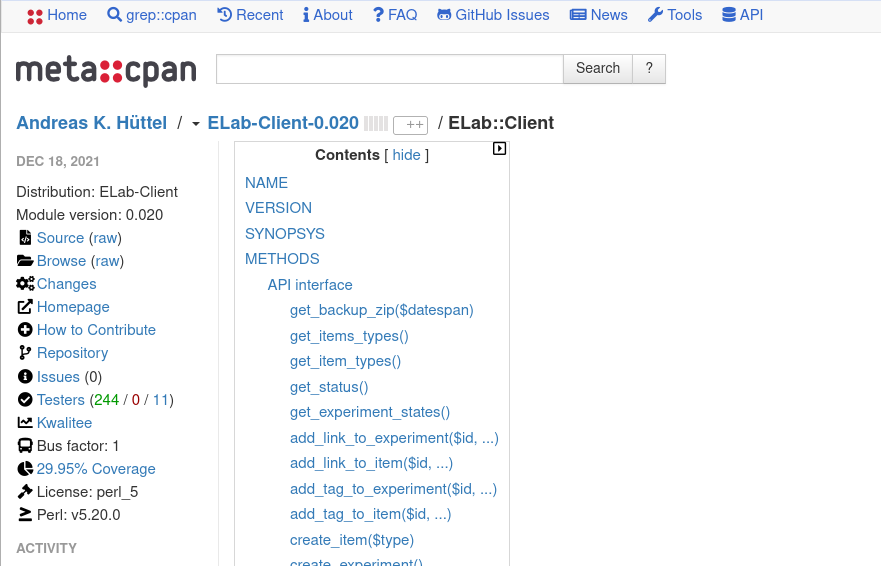 Home grep::cpan Recent About FAQ GitHub Issues News Tools API
meta::cpan Search ?
Andreas K. Hüttel / ELab-Client-0.020 ++ / ELab::Client
DEC 18, 2021
Distribution: ELab-Client
Module version: 0.020
Source (raw)
Browse (raw)
Changes
Homepage
How to Contribute
Repository
Issues (0)
Testers (244 / 0 / 11)
Kwalitee
Bus factor: 1
29.95% Coverage
License: perl_5
Perl: v5.20.0
ACTIVITY
Contents [ hide ]
NAME
VERSION
SYNOPSYS
METHODS
API interface
get_backup_zip($datespan)
get_items_types()
get_item_types()
get_status()
get_experiment_states()
add_link_to_experiment($id, ...)
add_link_to_item($id, ...)
add_tag_to_experiment($id, ...)
add_tag_to_item($id, ...)
create_item($type)
create_experiment()